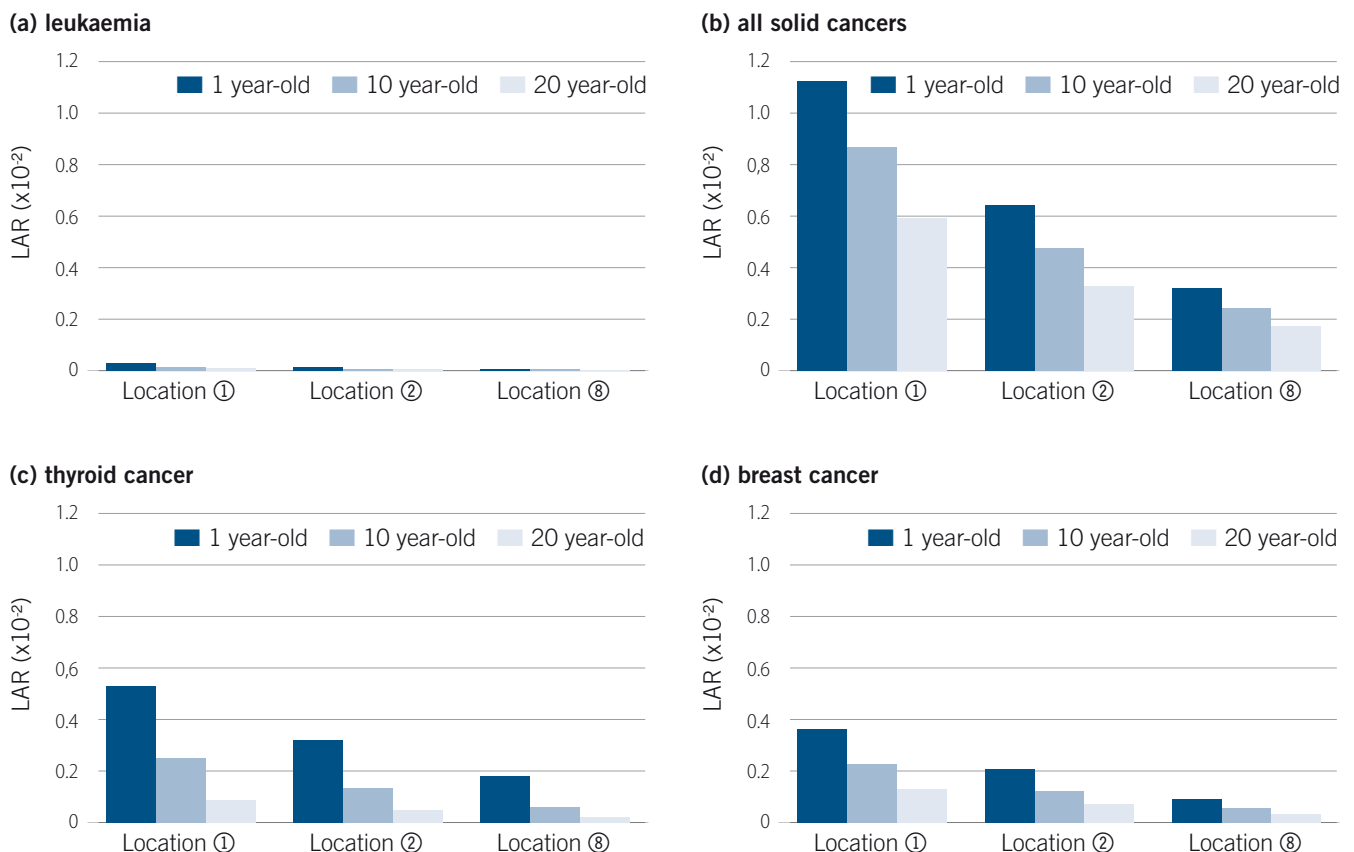 (a) leukaemia
1.2
1 year-old 10 year-old 20 year-old
1.0
0.8
0.6
0.4
0.2
0
LAR (x10⁻²)
Location ① Location ② Location ⑧
(b) all solid cancers
1.2
1 year-old 10 year-old 20 year-old
1.0
0,8
0.6
0.4
0.2
0
LAR (x10⁻²)
Location ① Location ② Location ⑧
(c) thyroid cancer
1.2
1 year-old 10 year-old 20 year-old
1.0
0.8
0,6
0.4
0.2
0
LAR (x10⁻²)
Location ① Location ② Location ⑧
(d) breast cancer
1.2
1 year-old 10 year-old 20 year-old
1.0
0.8
0.6
0.4
0.2
0
LAR (x10⁻²)
Location ① Location ② Location ⑧